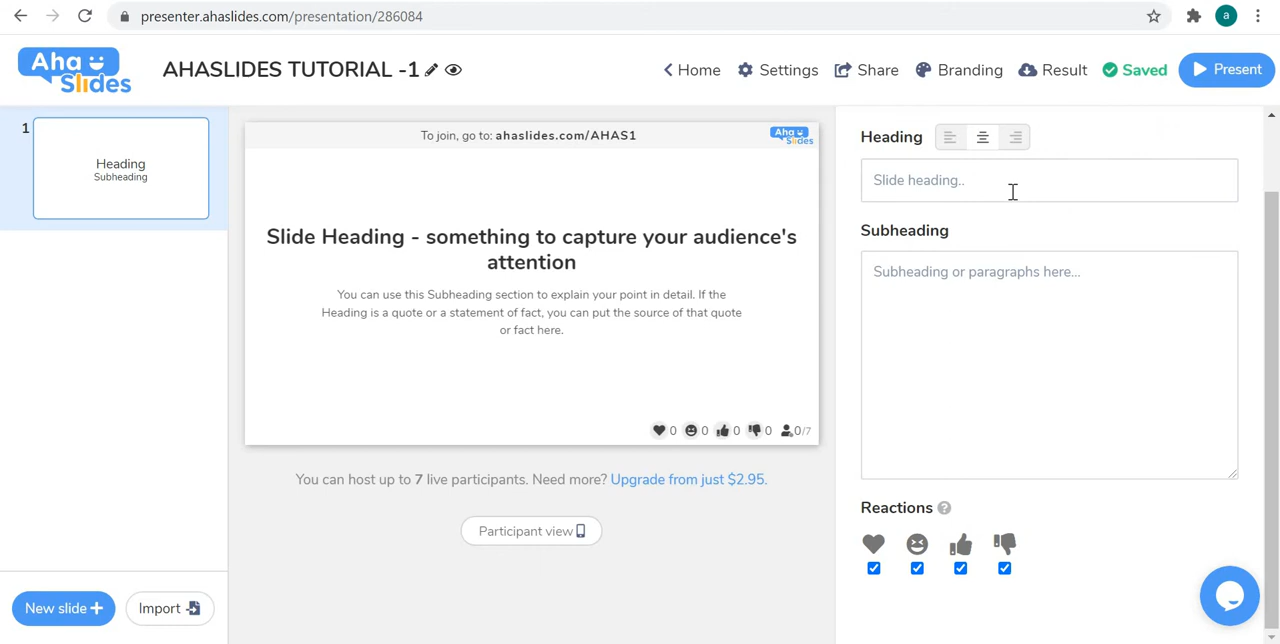 presenter.ahaslides.com/presentation/286084
a
Aha
Slides
AHASLIDES TUTORIAL -1
Home
Settings
Share
Branding
Result
Saved
Present
1
Heading
Subheading
To join, go to: ahaslides.com/AHAS1
Aha
Slides
Slide Heading - something to capture your audience's
attention
You can use this Subheading section to explain your point in detail. If the
Heading is a quote or a statement of fact, you can put the source of that quote
or fact here.
0 0 0 0 0/7
You can host up to 7 live participants. Need more? Upgrade from just $2.95.
Participant view
Heading
Slide heading..
Subheading
Subheading or paragraphs here...
Reactions ?
New slide +
Import